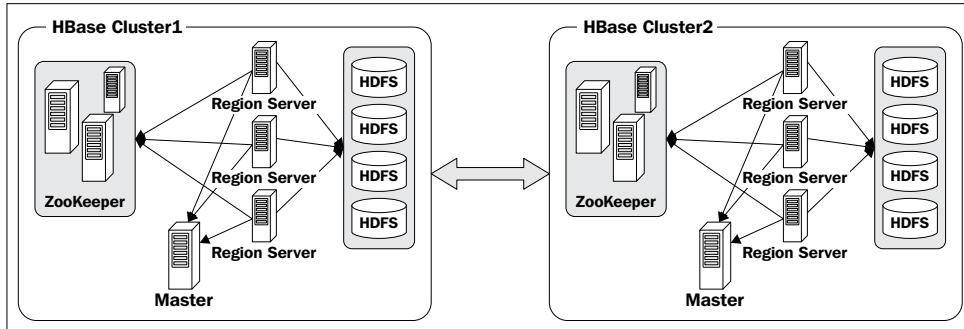 HBase Cluster1
Region Server
HDFS
HDFS
Region Server
HDFS
ZooKeeper
Region Server
HDFS
Master
HBase Cluster2
Region Server
HDFS
HDFS
Region Server
HDFS
ZooKeeper
Region Server
HDFS
Master